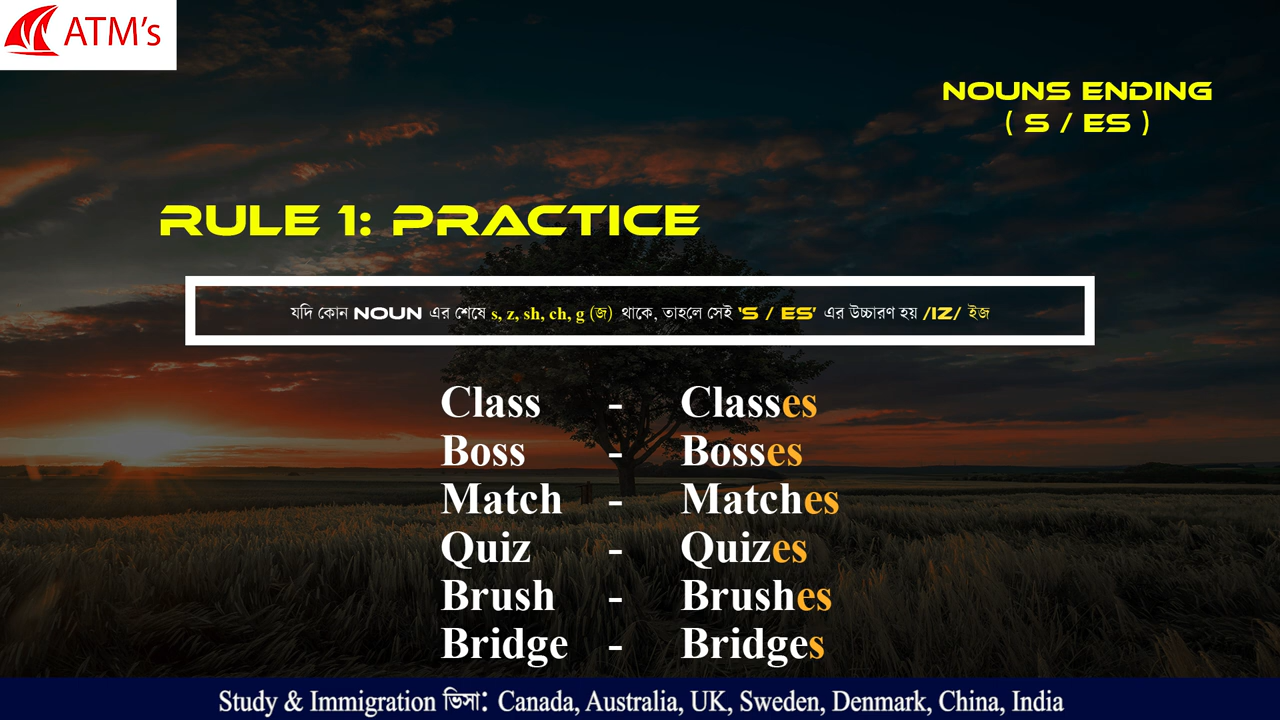 ATM's
NOUNS ENDING
( S / ES )
RULE 1: PRACTICE
যদি কোন NOUN এর শেষে s, z, sh, ch, g (জ) থাকে, তাহলে সেই 'S / ES' এর উচ্চারণ হয় /IZ/ ইজ
Class - Classes
Boss - Bosses
Match - Matches
Quiz - Quizes
Brush - Brushes
Bridge - Bridges
Study & Immigration ভিসা: Canada, Australia, UK, Sweden, Denmark, China, India